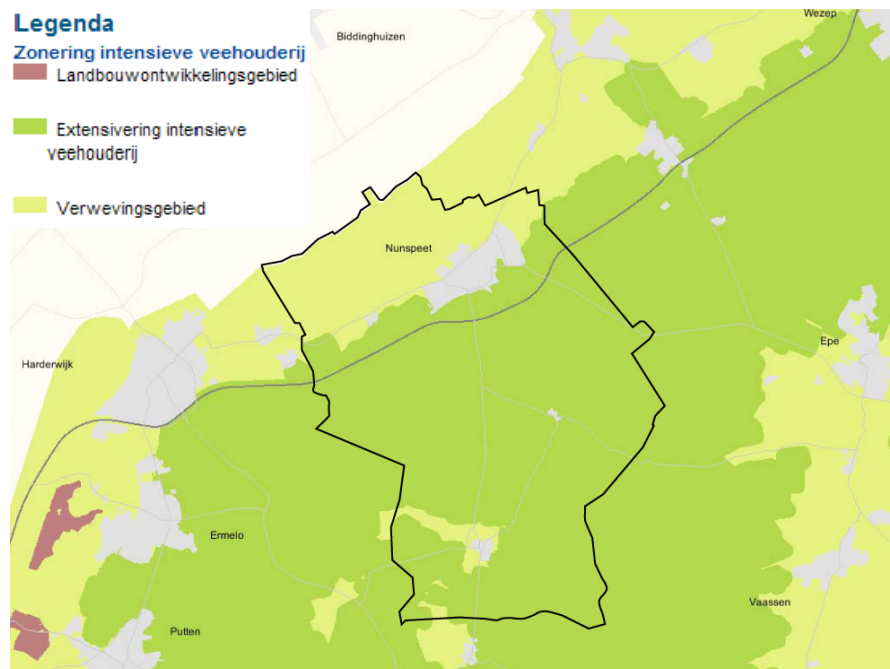 Legenda
Zonering intensieve veehouderij
Landbouwontwikkelingsgebied
Extensivering intensieve
veehouderij
Verwevingsgebied
Wezep
Biddinghuizen
Nunspeet
Epe
Harderwijk
Ermelo
Vaassen
Putten